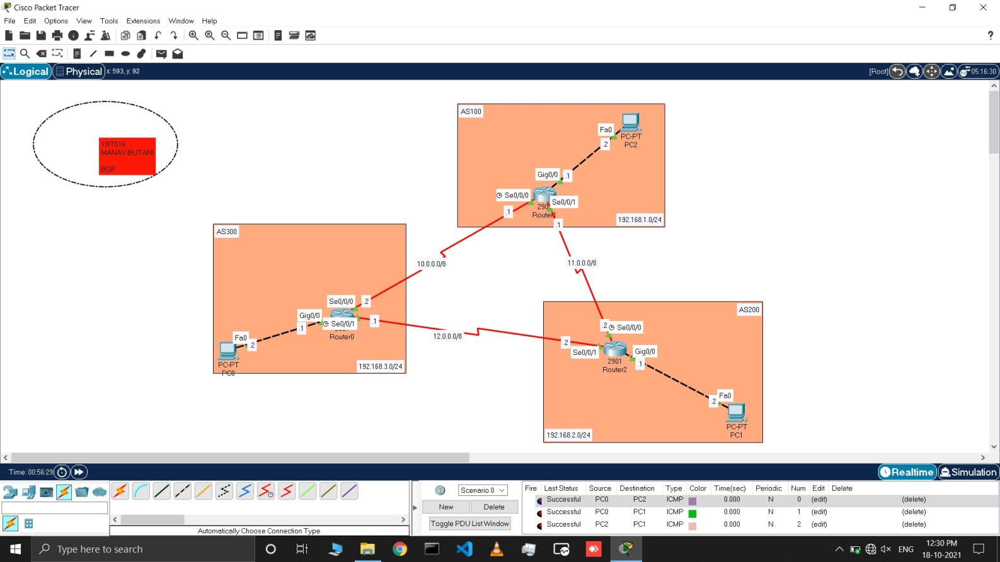 Cisco Packet Tracer
File Edit Options View Tools Extensions Window Help
Logical Physical x: 593, y: 92 [Root] 05:16:30
19IT016
MANAV BUTANI
BGP
AS100
Fa0
.2
PC-PT
PC2
Gig0/0
.1
Se0/0/0
Se0/0/1
Router1
.1
.1
192.168.1.0/24
AS300
10.0.0.0/8
11.0.0.0/8
Se0/0/0
.2
Gig0/0
.1
Se0/0/1
.1
Router0
Fa0
.2
PC-PT
PC0
192.168.3.0/24
12.0.0.0/8
AS200
.2
Se0/0/0
.2
Se0/0/1
Gig0/0
.1
2901
Router2
Fa0
.2
PC-PT
PC1
192.168.2.0/24
Time: 00:56:29
Realtime Simulation
Scenario 0
New Delete
Toggle PDU List Window
Automatically Choose Connection Type
Fire Last Status Source Destination Type Color Time(sec) Periodic Num Edit Delete
Successful PC0 PC2 ICMP 0.000 N 0 (edit) (delete)
Successful PC0 PC1 ICMP 0.000 N 1 (edit) (delete)
Successful PC2 PC1 ICMP 0.000 N 2 (edit) (delete)
Type here to search
ENG
12:30 PM
18-10-2021